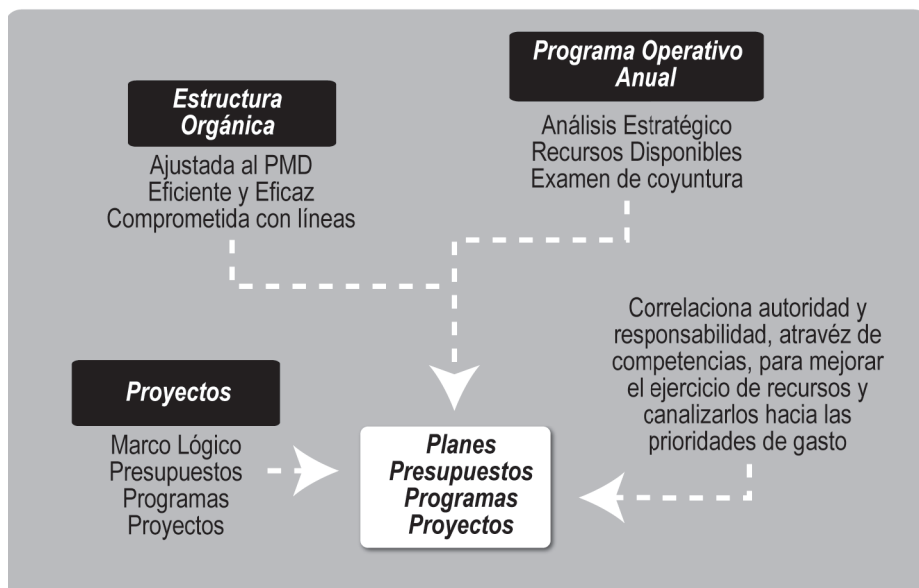 Programa Operativo
Anual
Análisis Estratégico
Recursos Disponibles
Examen de coyuntura
Estructura
Orgánica
Ajustada al PMD
Eficiente y Eficaz
Comprometida con líneas
Correlaciona autoridad y
responsabilidad, atravéz de
competencias, para mejorar
el ejercicio de recursos y
canalizarlos hacia las
prioridades de gasto
Proyectos
Marco Lógico
Presupuestos
Programas
Proyectos
Planes
Presupuestos
Programas
Proyectos